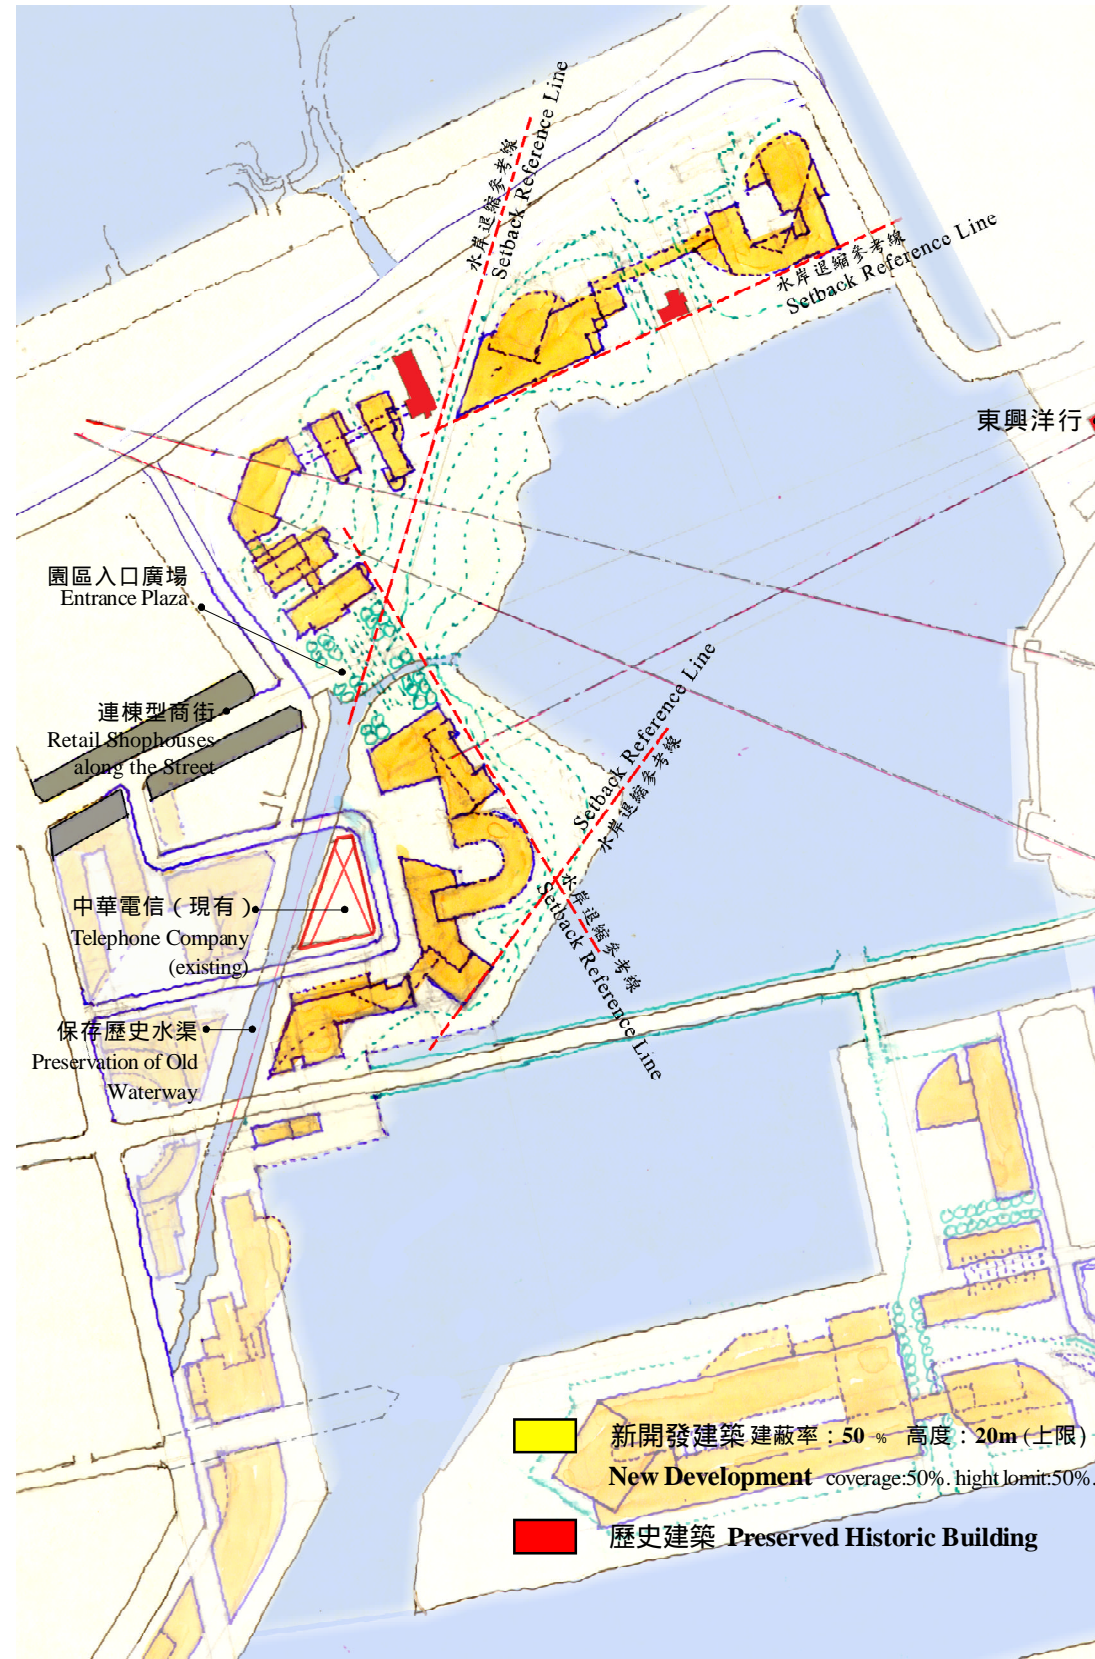 水岸退縮參考線
Setback Reference Line
水岸退縮參考線
Setback Reference Line
東興洋行
園區入口廣場
Entrance Plaza
連棟型商街
Retail Shophouses
along the Street
Setback Reference Line
水岸退縮參考線
中華電信（現有）
Telephone Company
(existing)
水岸退縮參考線
Setback Reference Line
保存歷史水渠
Preservation of Old
Waterway
新開發建築 建蔽率：50 % 高度：20m (上限)
New Development coverage:50%. hight lomit:50%.
歷史建築 Preserved Historic Building